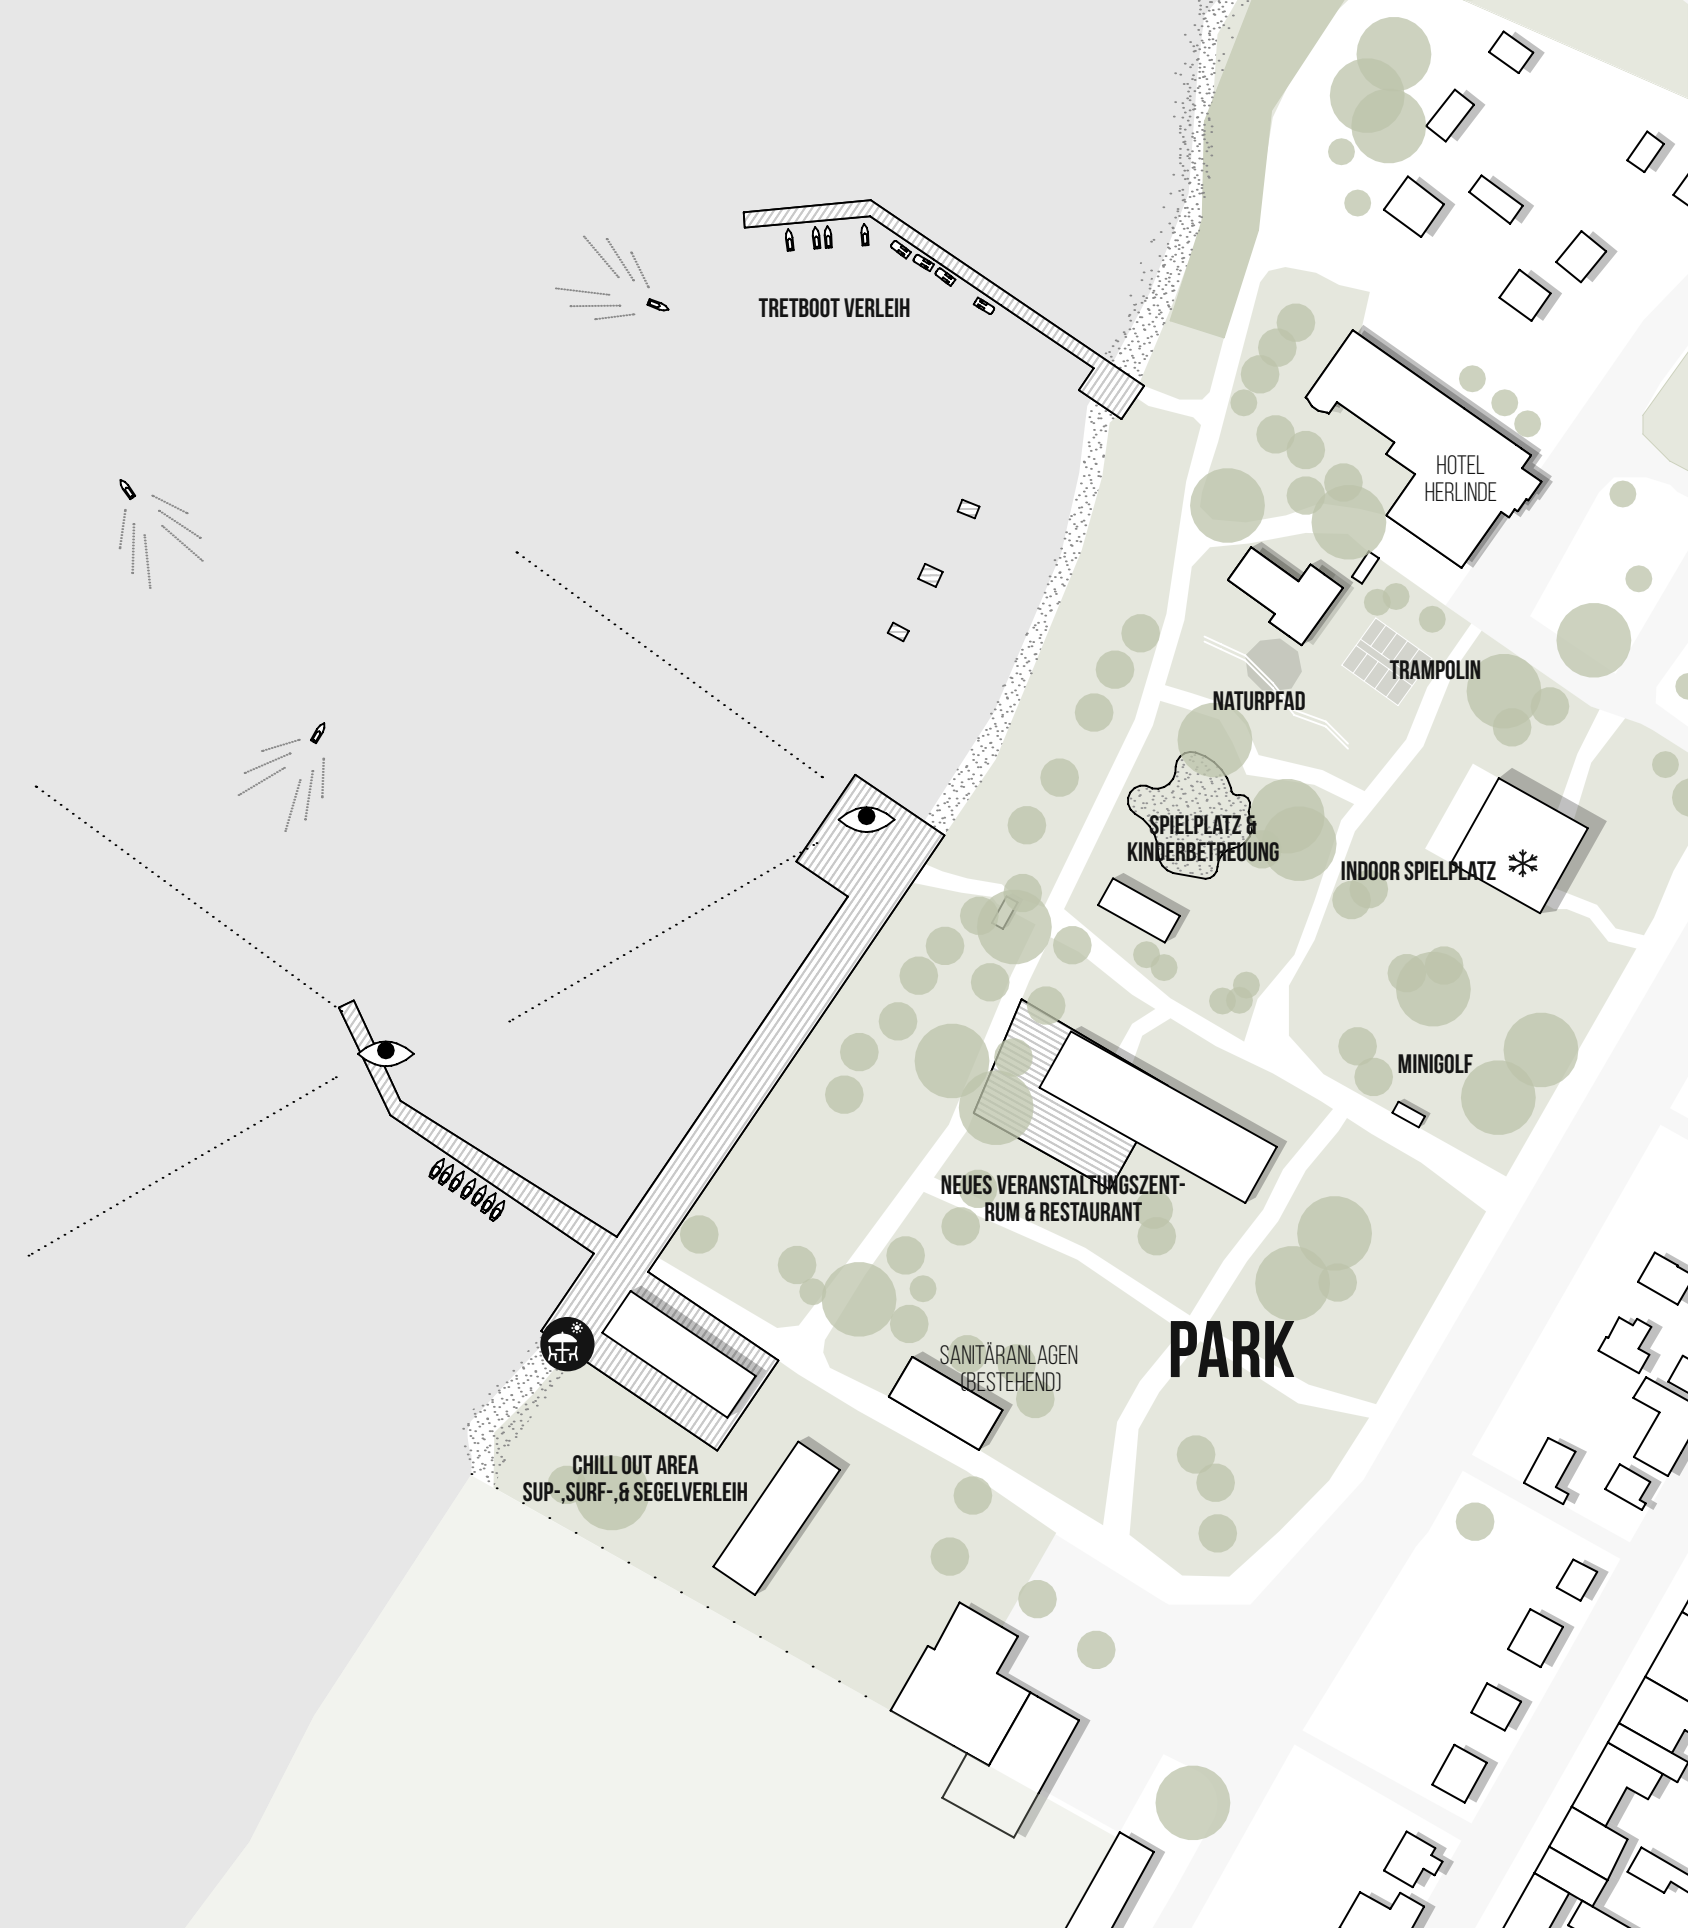 TRETBOOT VERLEIH
HOTEL
HERLINDE
TRAMPOLIN
NATURPFAD
SPIELPLATZ &
KINDERBETREUUNG
INDOOR SPIELPLATZ
MINIGOLF
NEUES VERANSTALTUNGSZENT-
RUM & RESTAURANT
PARK
SANITÄRANLAGEN
(BESTEHEND)
CHILL OUT AREA
SUP-,SURF-,& SEGELVERLEIH